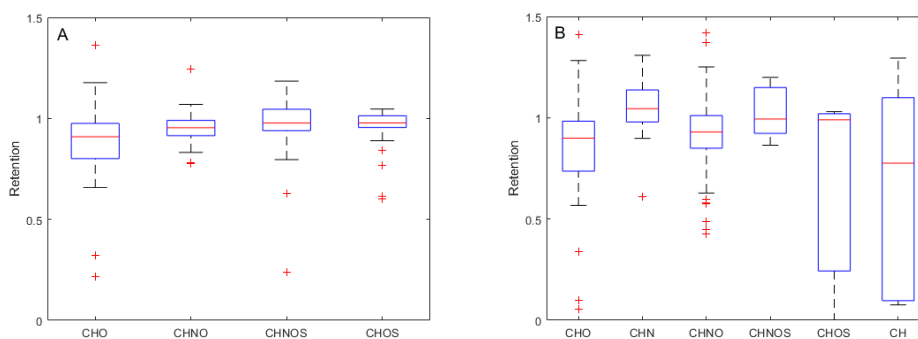 A
Retention
1.5
1
0.5
0
CHO CHNO CHNOS CHOS
B
Retention
1.5
1
0.5
0
CHO CHN CHNO CHNOS CHOS CH